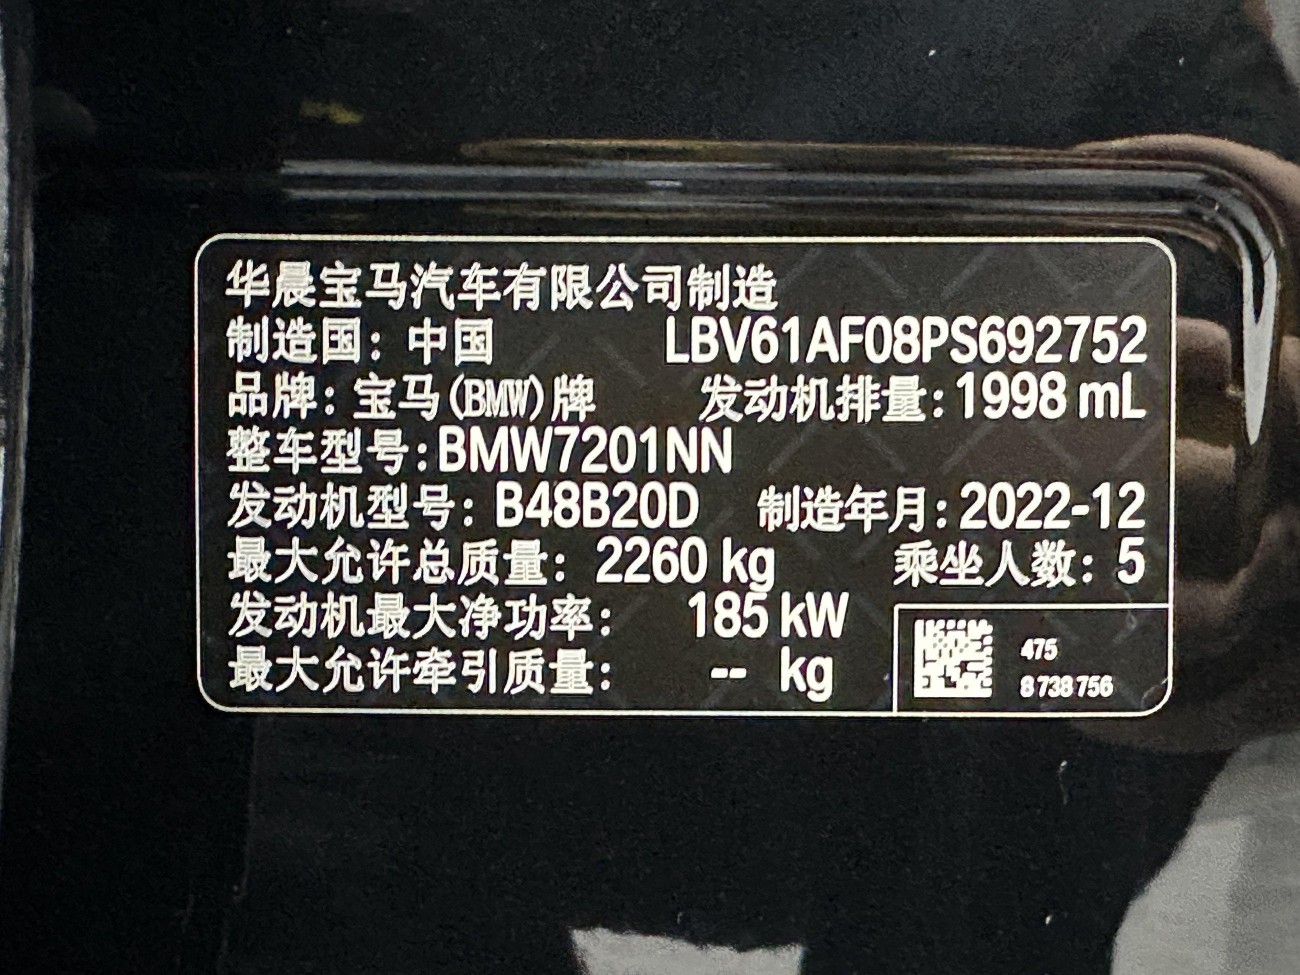 华晨宝马汽车有限公司制造
制造国：中国 LBV61AF08PS692752
品牌：宝马(BMW)牌 发动机排量：1998 mL
整车型号：BMW7201NN
发动机型号：B48B20D 制造年月：2022-12
最大允许总质量：2260 kg 乘坐人数：5
发动机最大净功率：185 kW
最大允许牵引质量：-- kg
475
8 738 756